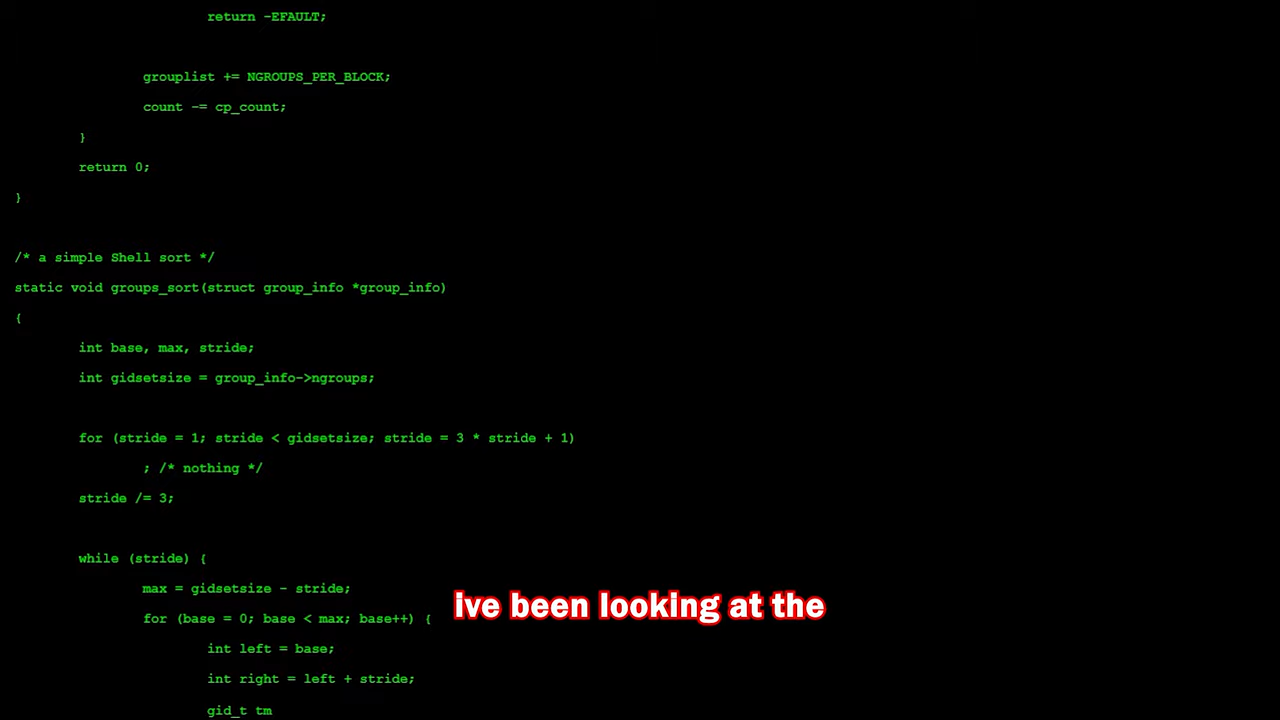 return -EFAULT;
grouplist += NGROUPS_PER_BLOCK;
count -= cp_count;
}
return 0;
}
/* a simple Shell sort */
static void groups_sort(struct group_info *group_info)
{
int base, max, stride;
int gidsetsize = group_info->ngroups;
for (stride = 1; stride < gidsetsize; stride = 3 * stride + 1)
; /* nothing */
stride /= 3;
while (stride) {
max = gidsetsize - stride;
for (base = 0; base < max; base++) {
ive been looking at the
int left = base;
int right = left + stride;
gid_t tm